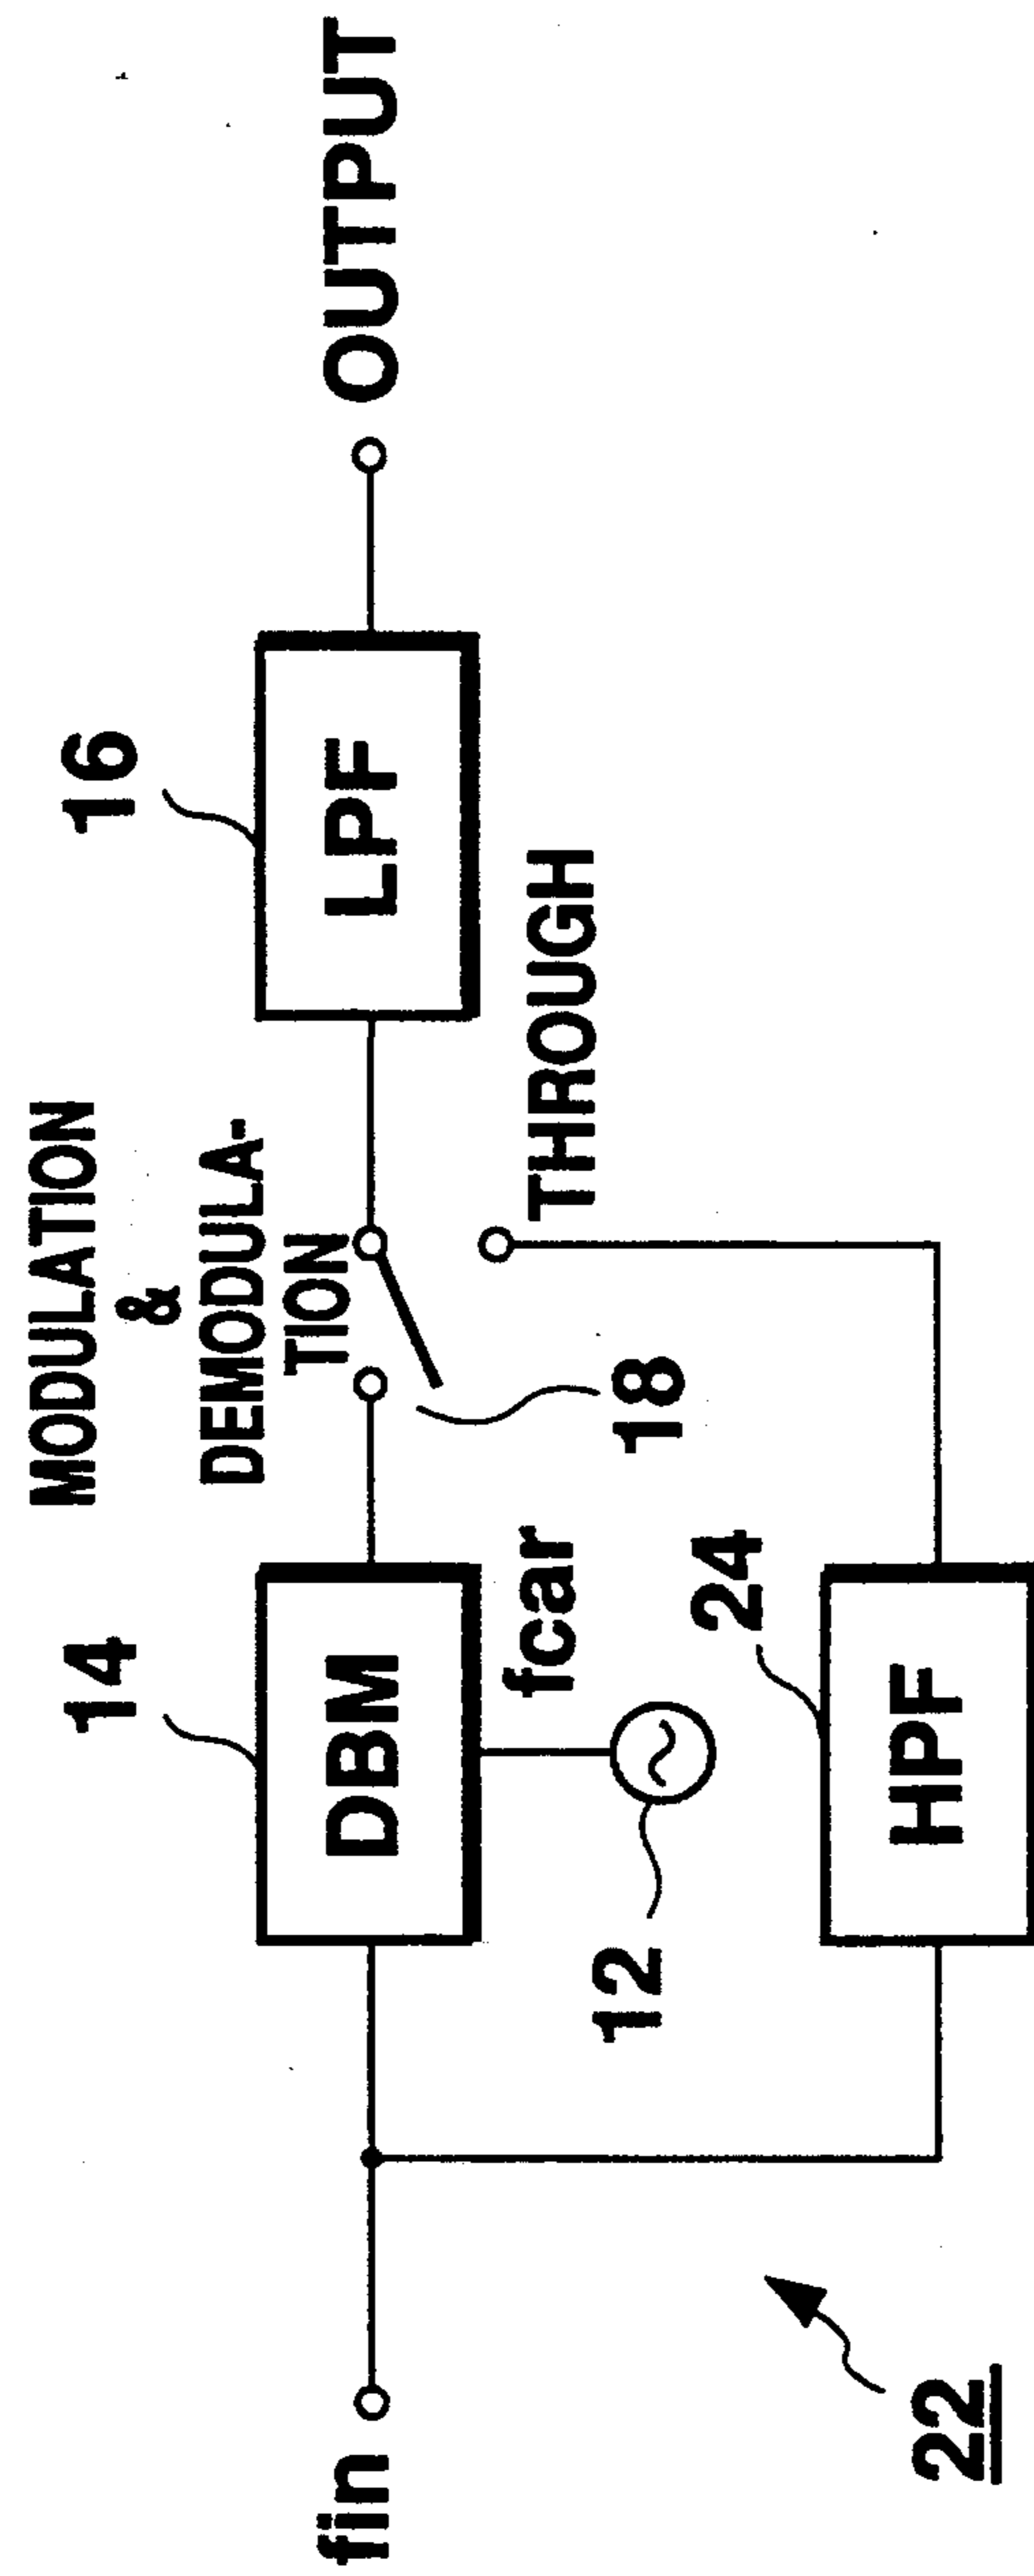 MODULATION
&
DEMODULA-
TION
14
16
fin
DBM
LPF
OUTPUT
fcar
18
THROUGH
12
24
HPF
22